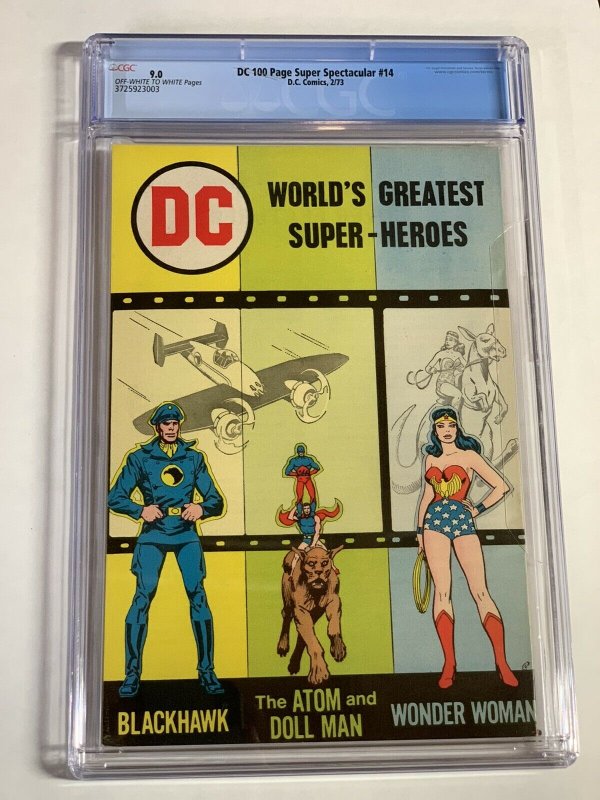 CGC
9.0
OFF-WHITE TO WHITE Pages
3725923003
DC 100 Page Super Spectacular #14
D.C. Comics, 2/73
CGC
DC
WORLD'S GREATEST
SUPER-HEROES
BLACKHAWK
The ATOM and
DOLL MAN
WONDER WOMAN